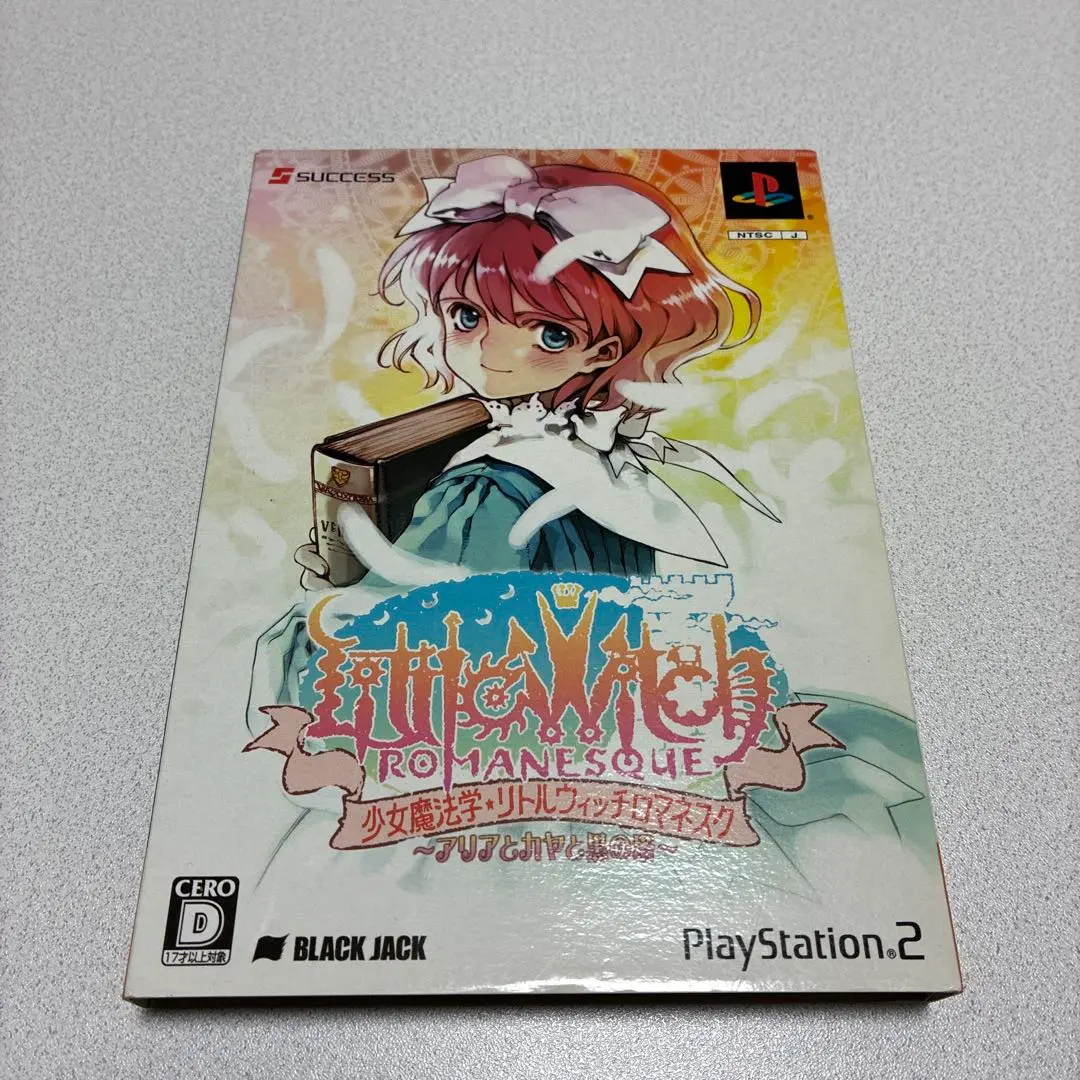 SUCCESS
NTSC J
Little Witch
ROMANESQUE
少女魔法学★リトルウィッチロマネスク
～アリアとカヤと黒の塔～
CERO
D
17才以上対象
BLACK JACK
PlayStation®2